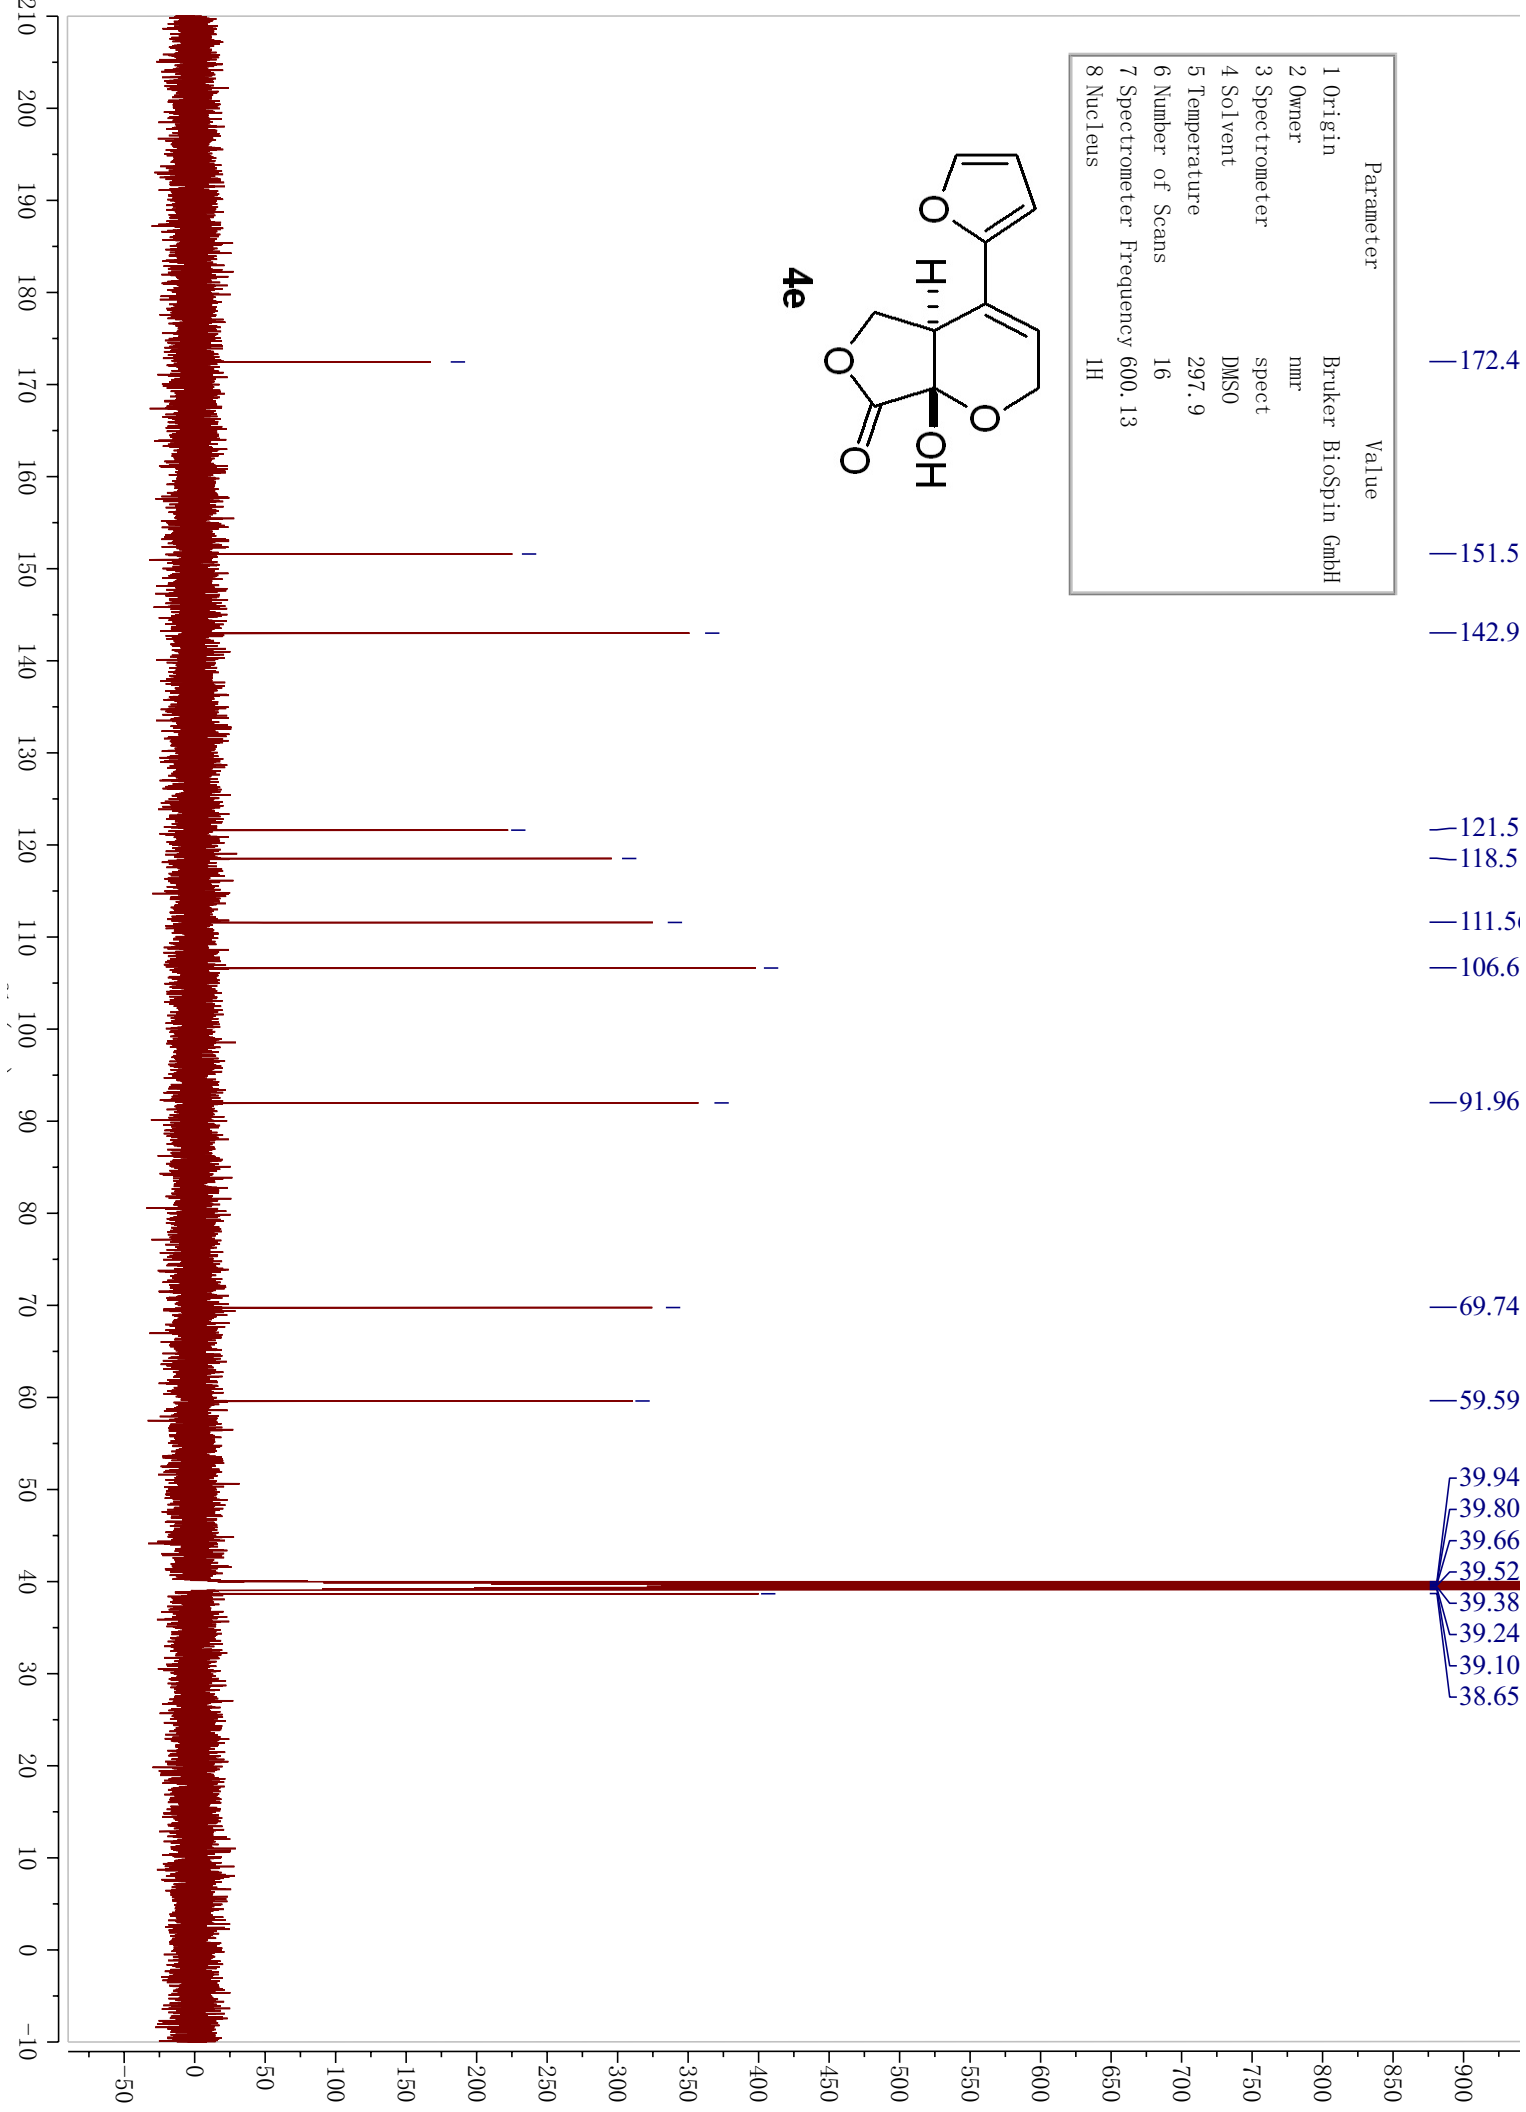 Parameter Value
1 Origin Bruker BioSpin GmbH
2 Owner nmr
3 Spectrometer spect
4 Solvent DMSO
5 Temperature 297.9
6 Number of Scans 16
7 Spectrometer Frequency 600.13
8 Nucleus 1H
172.4
151.5
142.9
121.5
118.5
111.5
106.6
91.96
69.74
59.59
39.94
39.80
39.66
39.52
39.38
39.24
39.10
38.65
O
H
O
OH
O
O
4e
900
850
800
750
700
650
600
550
500
450
400
350
300
250
200
150
100
50
0
-50
210 200 190 180 170 160 150 140 130 120 110 100 90 80 70 60 50 40 30 20 10 0 -10